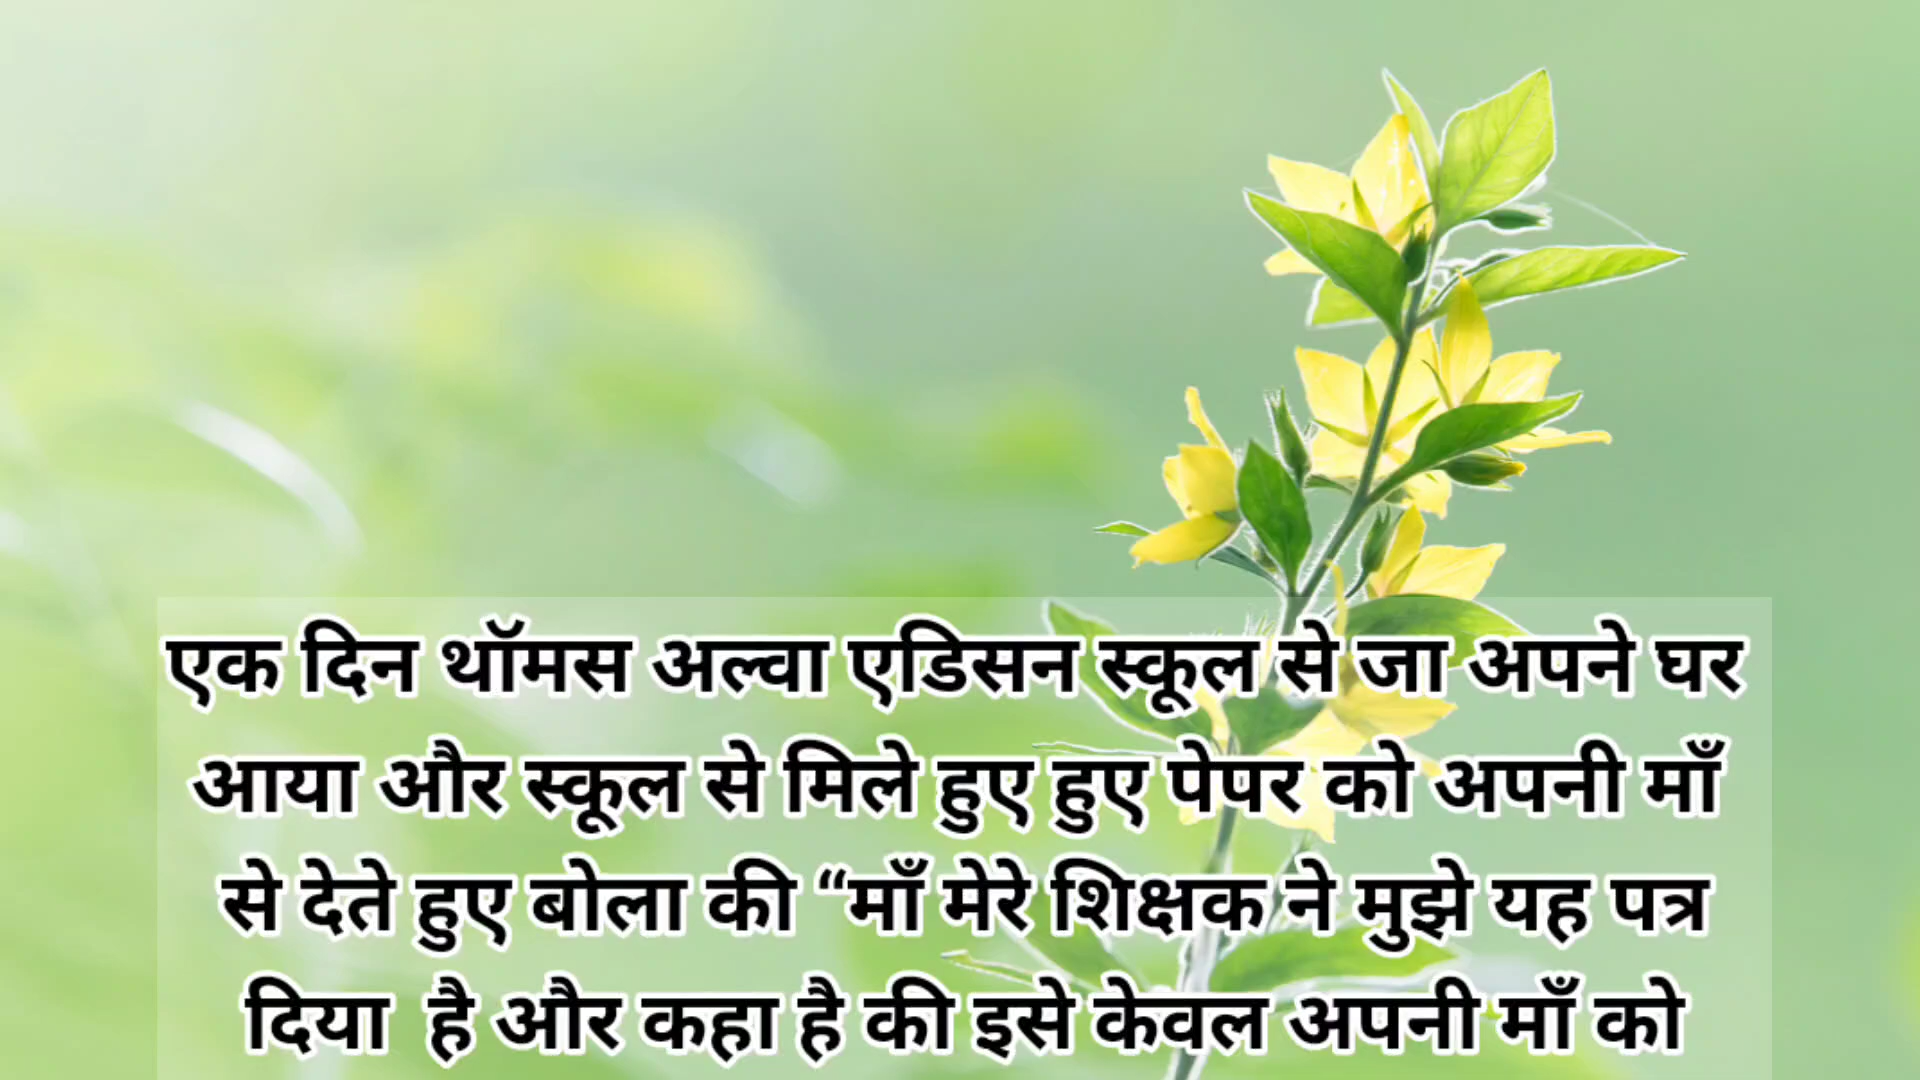 एक दिन थॉमस अल्वा एडिसन स्कूल से जा अपने घर
आया और स्कूल से मिले हुए हुए पेपर को अपनी माँ
से देते हुए बोला की “माँ मेरे शिक्षक ने मुझे यह पत्र
दिया  है और कहा है की इसे केवल अपनी माँ को